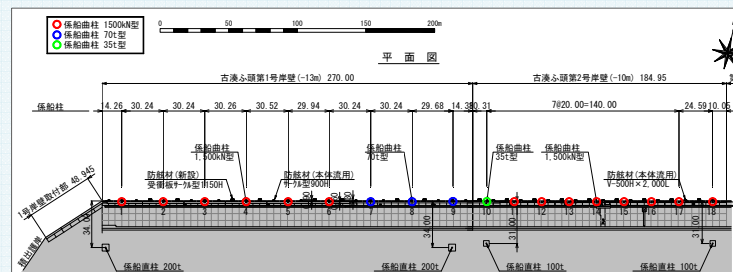 係船曲柱 1500kN型
係船曲柱 70t型
係船曲柱 35t型
0 50 100 150 200m
平 面 図
古湊ふ頭第1号岸壁(-13m) 270.00
古湊ふ頭第2号岸壁(-10m) 184.95
係船柱
14.26 30.24 30.24 30.26 30.52 29.94 30.24 30.24 29.68 14.38 10.31 7@20.00=140.00 24.59 10.05
係船曲柱
1,500kN型
係船曲柱
70t型
係船曲柱
35t型
係船曲柱
1,500kN型
防舷材(新設)
受衝板サークル型1150H
防舷材(本体流用)
サークル型900H
防舷材(本体流用)
V-500H×2,000L
1号岸壁取付部 48.945
1 2 3 4 5 6 7 8 9 10 11 12 13 14 15 16 17 18
34.00
34.00
31.00
31.00
係船直柱 200t
係船直柱 200t
係船直柱 100t
係船直柱 100t